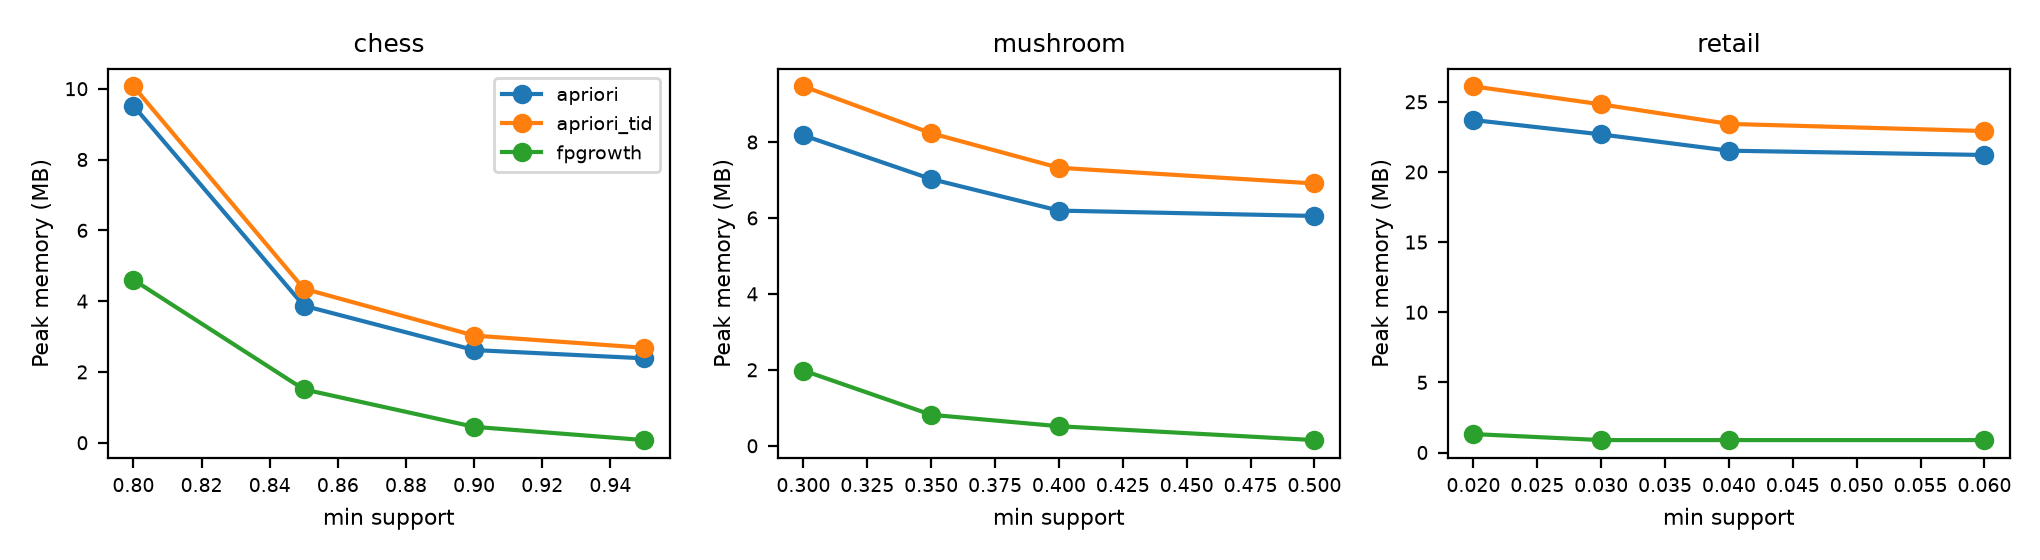 chess
Peak memory (MB)
10
8
6
4
2
0
apriori
apriori_tid
fpgrowth
0.80 0.82 0.84 0.86 0.88 0.90 0.92 0.94
min support
mushroom
Peak memory (MB)
8
6
4
2
0
0.300 0.325 0.350 0.375 0.400 0.425 0.450 0.475 0.500
min support
retail
Peak memory (MB)
25
20
15
10
5
0
0.020 0.025 0.030 0.035 0.040 0.045 0.050 0.055 0.060
min support